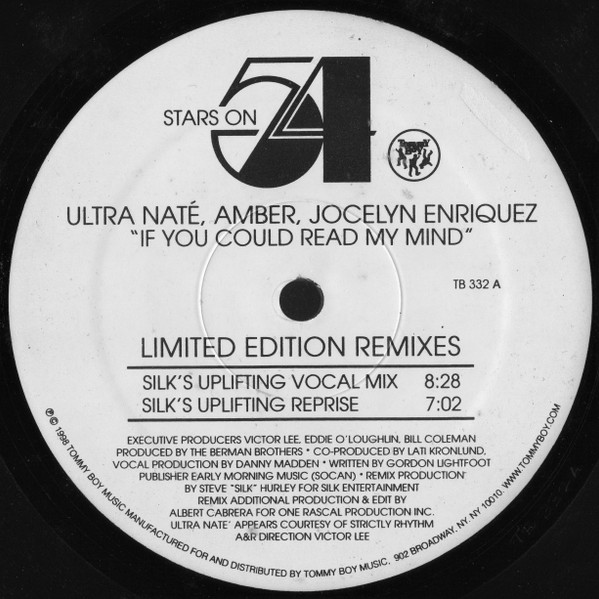 STARS ON 54
TOMMY BOY
ULTRA NATÉ, AMBER, JOCELYN ENRIQUEZ
"IF YOU COULD READ MY MIND"
TB 332 A
LIMITED EDITION REMIXES
SILK'S UPLIFTING VOCAL MIX 8:28
SILK'S UPLIFTING REPRISE 7:02
EXECUTIVE PRODUCERS VICTOR LEE, EDDIE O'LOUGHLIN, BILL COLEMAN
PRODUCED BY THE BERMAN BROTHERS • CO-PRODUCED BY LATI KRONLUND,
VOCAL PRODUCTION BY DANNY MADDEN • WRITTEN BY GORDON LIGHTFOOT
PUBLISHER EARLY MORNING MUSIC (SOCAN) • REMIX PRODUCTION
BY STEVE "SILK" HURLEY FOR SILK ENTERTAINMENT
REMIX ADDITIONAL PRODUCTION & EDIT BY
ALBERT CABRERA FOR ONE RASCAL PRODUCTION INC.
ULTRA NATE' APPEARS COURTESY OF STRICTLY RHYTHM
A&R DIRECTION VICTOR LEE
℗© 1998 TOMMY BOY MUSIC MANUFACTURED FOR AND DISTRIBUTED BY TOMMY BOY MUSIC. 902 BROADWAY, NY, NY 10010. WWW.TOMMYBOY.COM